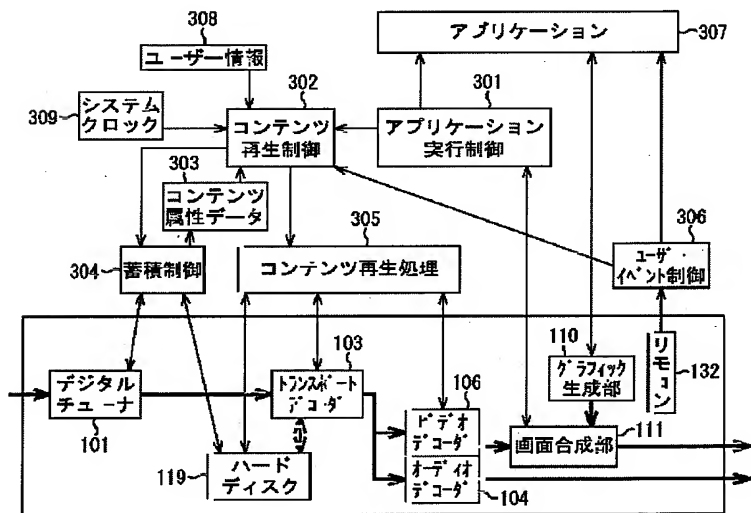 308
ユーザー情報
アプリケーション
307
302
301
309
システム
クロック
コンテンツ
再生制御
アプリケーション
実行制御
303
コンテンツ
属性データ
305
306
304
蓄積制御
コンテンツ再生処理
ユーザ
イベント制御
103
110
デジタル
チューナ
トランスポート
デコーダ
106
グラフィック
生成部
リモコン
132
101
ビデオ
デコーダ
111
画面合成部
119
ハード
ディスク
オーディオ
デコーダ
104